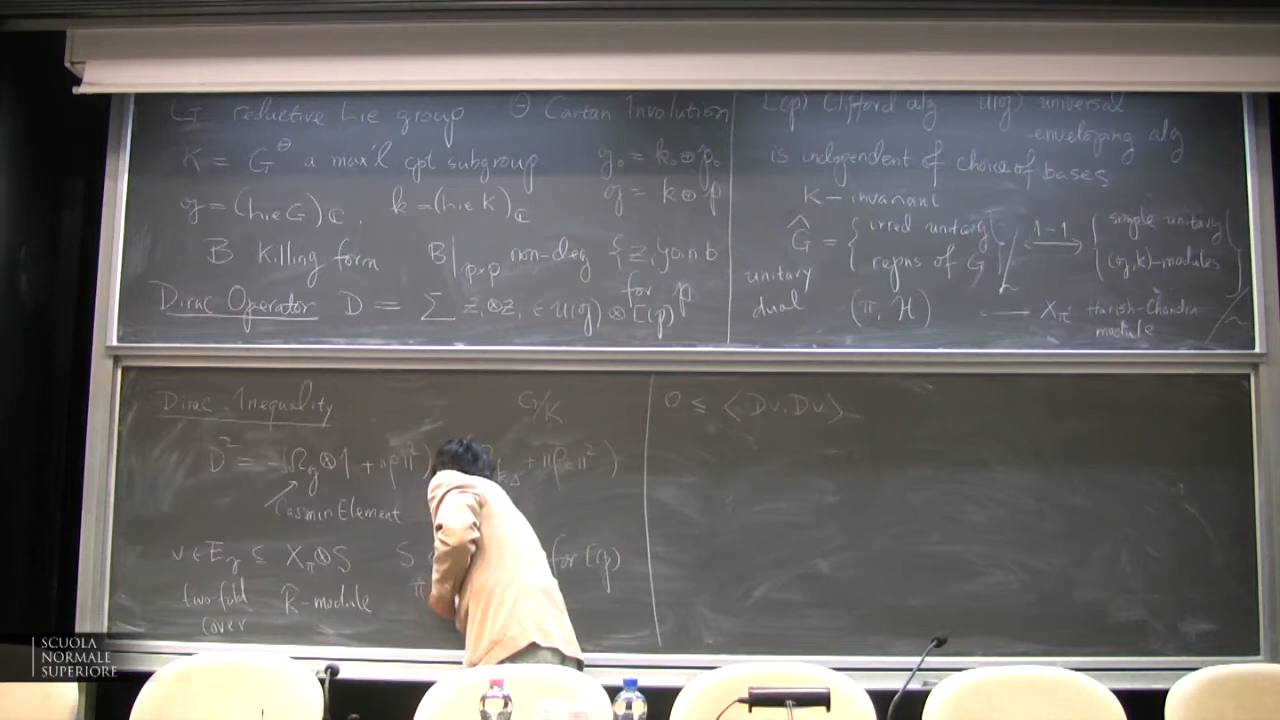 G reductive Lie group Θ Cartan Involution
K = G^Θ a max'l cpt subgroup g₀ = k₀ ⊕ p₀
g = (Lie G)_ℂ, k = (Lie K)_ℂ g = k ⊕ p
B Killing form B|_{p×p} non-deg {z_i} o.n.b
for p
Dirac Operator D = Σ z_i ⊗ z_i ∈ U(g) ⊗ C(p)
C(p) Clifford alg U(g) universal
enveloping alg
is independent of choice of bases
K-invariant
Ĝ = { irred unitary repns of G }/~ ⟷ 1-1 { simple unitary (g, k)-modules }/~
unitary
dual (π, H) ⟶ X_π Harish-Chandra
module
Dirac Inequality G/K
D² = -(Ω_g ⊗ 1 + ||ρ||²) + ||ρ_c||²)
Casmin Element
v ∈ E_γ ≤ X_π ⊗ S S for C(p)
two-fold K̃-module
cover
0 ≤ ⟨Dv, Dv⟩
SCUOLA
NORMALE
SUPERIORE